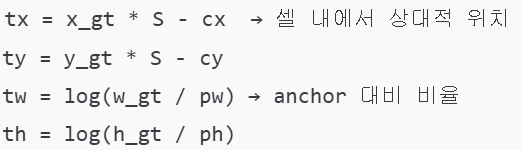 tx = x_gt * S - cx → 셀 내에서 상대적 위치
ty = y_gt * S - cy
tw = log(w_gt / pw) → anchor 대비 비율
th = log(h_gt / ph)